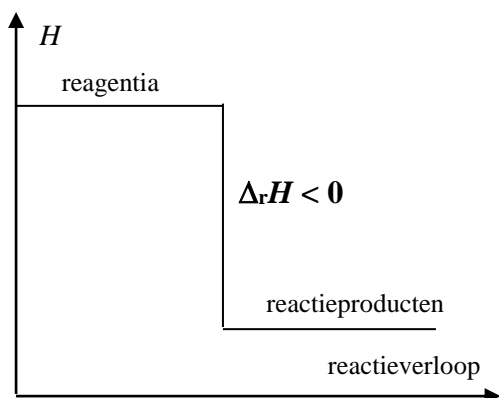 H
reagentia
ΔrH < 0
reactieproducten
reactieverloop